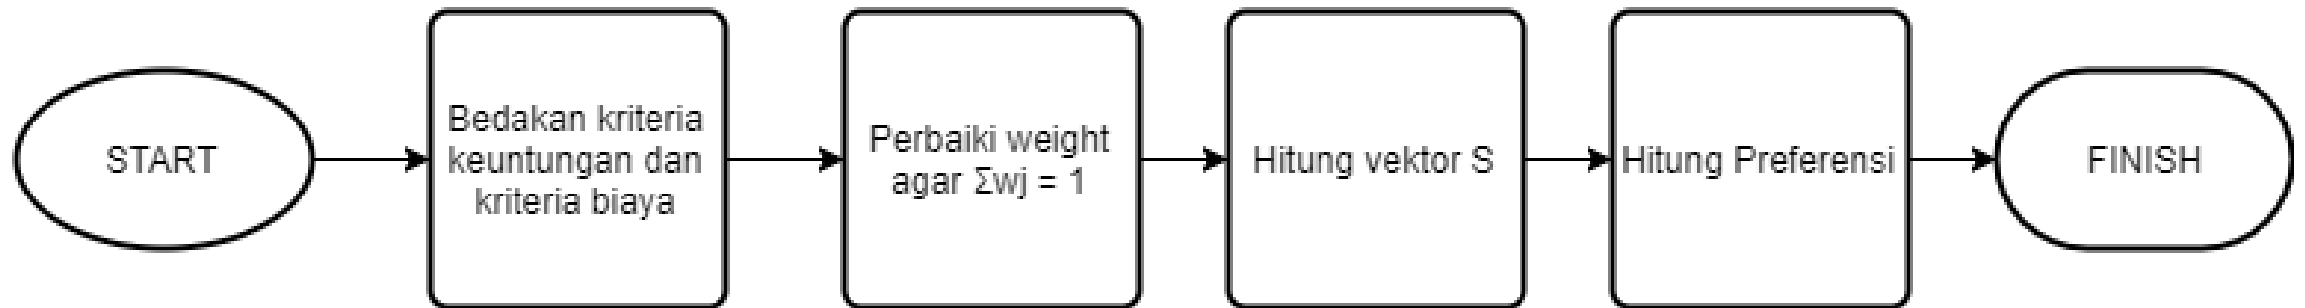 START
Bedakan kriteria
keuntungan dan
kriteria biaya
Perbaiki weight
agar Σwj = 1
Hitung vektor S
Hitung Preferensi
FINISH